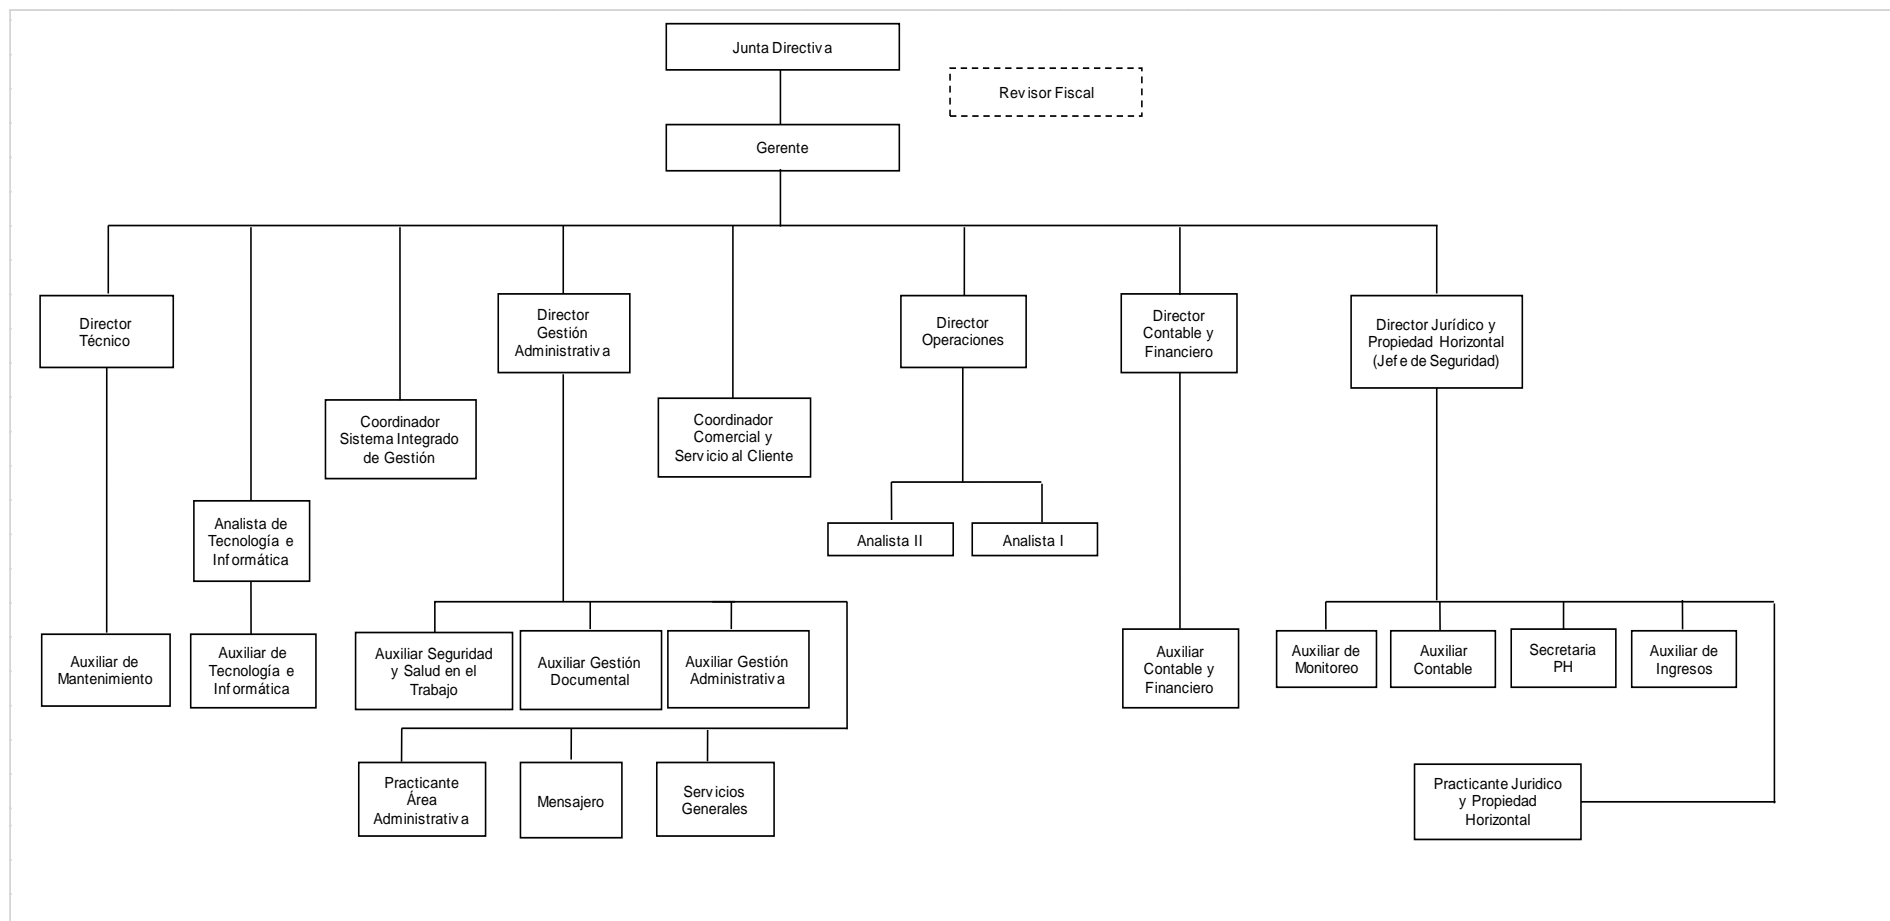 Junta Directiva
Revisor Fiscal
Gerente
Director
Técnico
Director
Gestión
Administrativa
Director
Operaciones
Director
Contable y
Financiero
Director Jurídico y
Propiedad Horizontal
(Jefe de Seguridad)
Coordinador
Sistema Integrado
de Gestión
Coordinador
Comercial y
Servicio al Cliente
Analista de
Tecnología e
Informática
Analista II
Analista I
Auxiliar de
Mantenimiento
Auxiliar de
Tecnología e
Informática
Auxiliar Seguridad
y Salud en el
Trabajo
Auxiliar Gestión
Documental
Auxiliar Gestión
Administrativa
Auxiliar
Contable y
Financiero
Auxiliar de
Monitoreo
Auxiliar
Contable
Secretaria
PH
Auxiliar de
Ingresos
Practicante
Área
Administrativa
Mensajero
Servicios
Generales
Practicante Juridico
y Propiedad
Horizontal